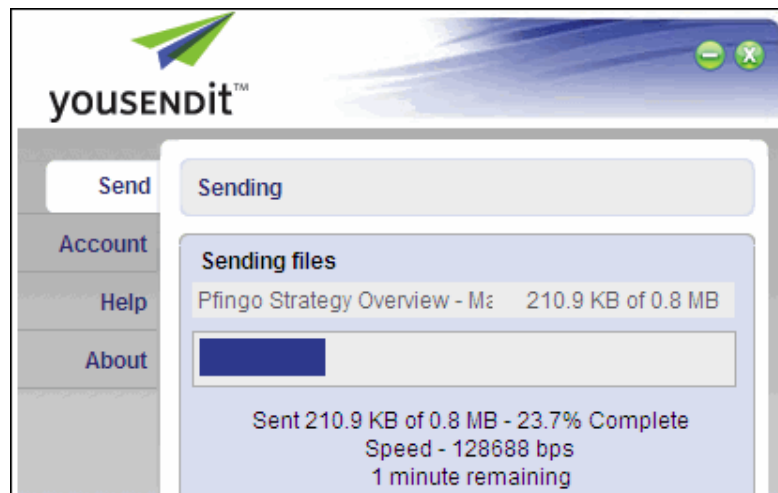 yousendit™
Send
Sending
Account
Sending files
Pfingo Strategy Overview - Ma 210.9 KB of 0.8 MB
Help
About
Sent 210.9 KB of 0.8 MB - 23.7% Complete
Speed - 128688 bps
1 minute remaining